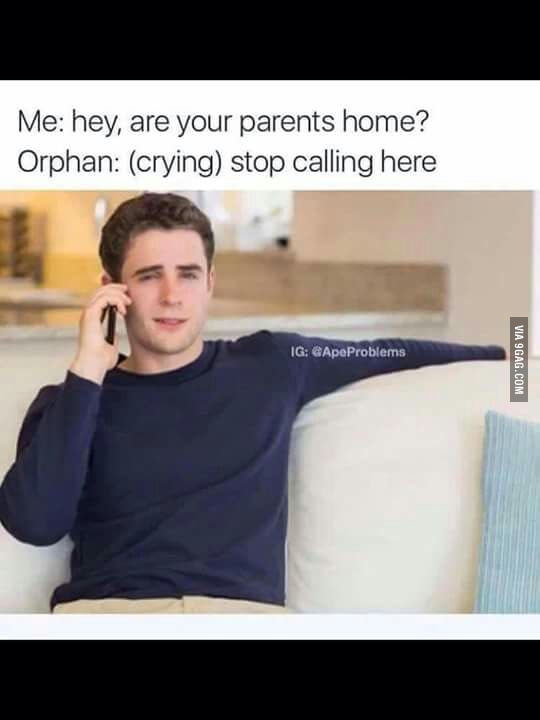 Me: hey, are your parents home?
Orphan: (crying) stop calling here
IG: @ApeProblems
VIA 9GAG.COM